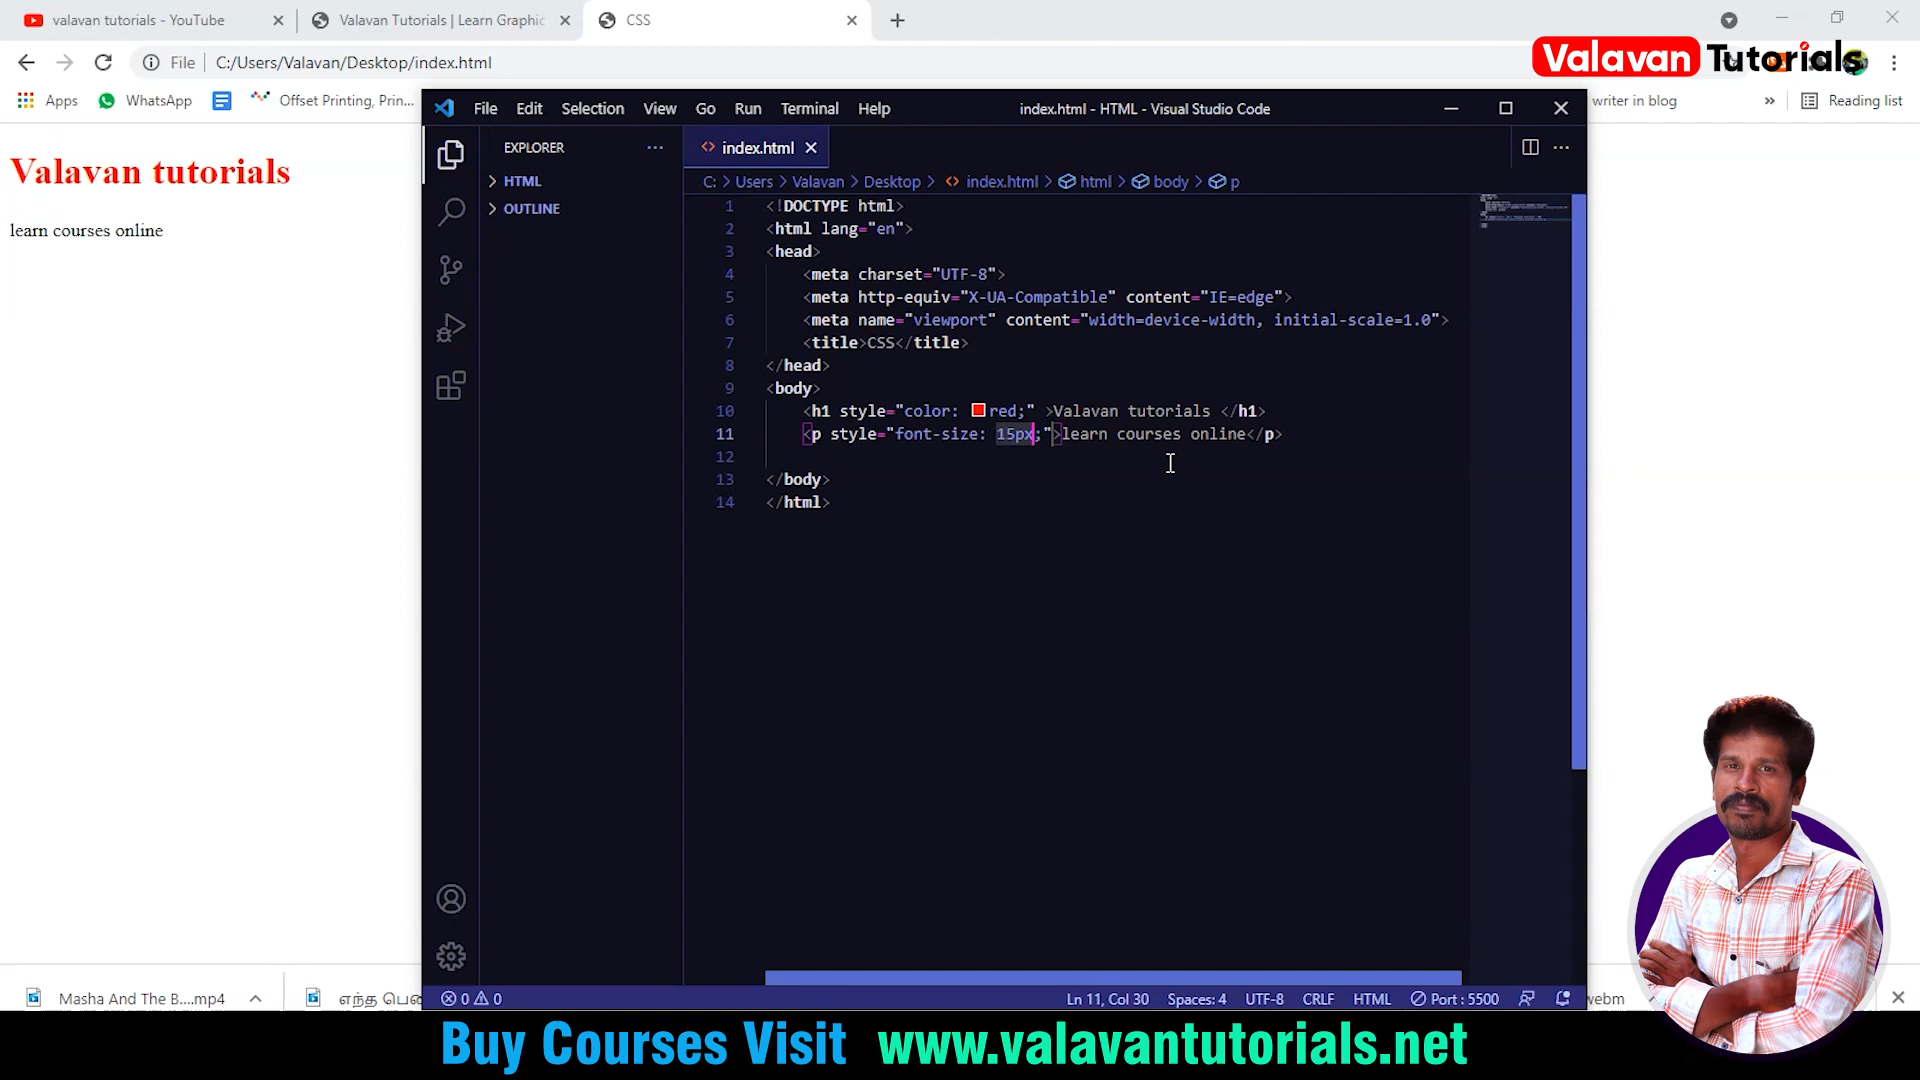 valavan tutorials - YouTube
Valavan Tutorials | Learn Graphic
CSS
File
C:/Users/Valavan/Desktop/index.html
Valavan Tutorials
Apps
WhatsApp
Offset Printing, Prin...
writer in blog
»
Reading list
File Edit Selection View Go Run Terminal Help
index.html - HTML - Visual Studio Code
Valavan tutorials
learn courses online
EXPLORER
HTML
OUTLINE
index.html
C: > Users > Valavan > Desktop > index.html > html > body > p
1 <!DOCTYPE html>
2 <html lang="en">
3 <head>
4 <meta charset="UTF-8">
5 <meta http-equiv="X-UA-Compatible" content="IE=edge">
6 <meta name="viewport" content="width=device-width, initial-scale=1.0">
7 <title>CSS</title>
8 </head>
9 <body>
10 <h1 style="color: red;" >Valavan tutorials </h1>
11 <p style="font-size: 15px;">learn courses online</p>
12
13 </body>
14 </html>
0 0
Ln 11, Col 30
Spaces: 4
UTF-8
CRLF
HTML
Port : 5500
Masha And The B....mp4
எந்த பெண
webm
Buy Courses Visit www.valavantutorials.net